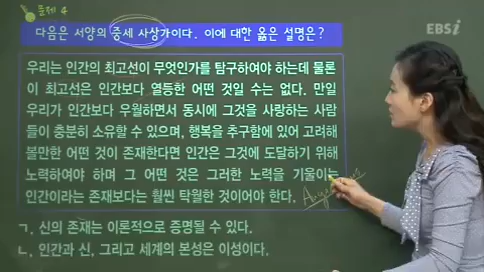 문제 4
EBSi
다음은 서양의 중세 사상가이다. 이에 대한 옳은 설명은?
우리는 인간의 최고선이 무엇인가를 탐구하여야 하는데 물론
이 최고선은 인간보다 열등한 어떤 것일 수는 없다. 만일
우리가 인간보다 우월하면서 동시에 그것을 사랑하는 사람
들이 충분히 소유할 수 있으며, 행복을 추구함에 있어 고려해
볼만한 어떤 것이 존재한다면 인간은 그것에 도달하기 위해
노력하여야 하며 그 어떤 것은 그러한 노력을 기울이는
인간이라는 존재보다는 훨씬 탁월한 것이어야 한다.
ㄱ, 신의 존재는 이론적으로 증명될 수 있다.
ㄴ, 인간과 신, 그리고 세계의 본성은 이성이다.